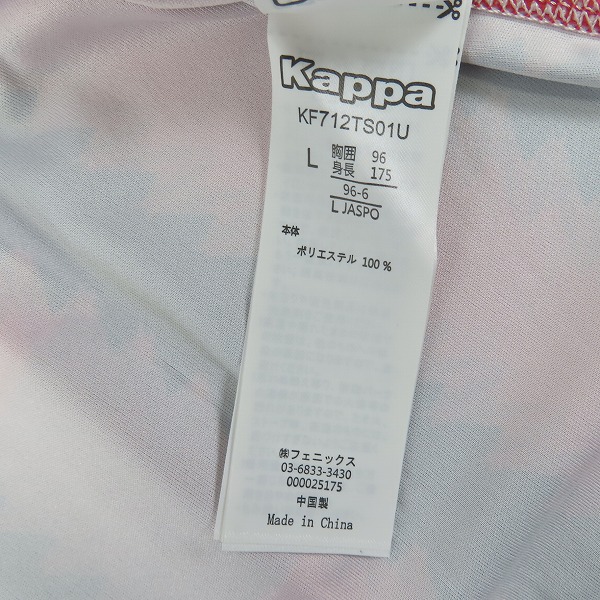 Kappa
KF712TS01U
L 胸囲 96
身長 175
96-6
L JASPO
本体
ポリエステル 100 %
㈱フェニックス
03-6833-3430
000025175
中国製
Made in China